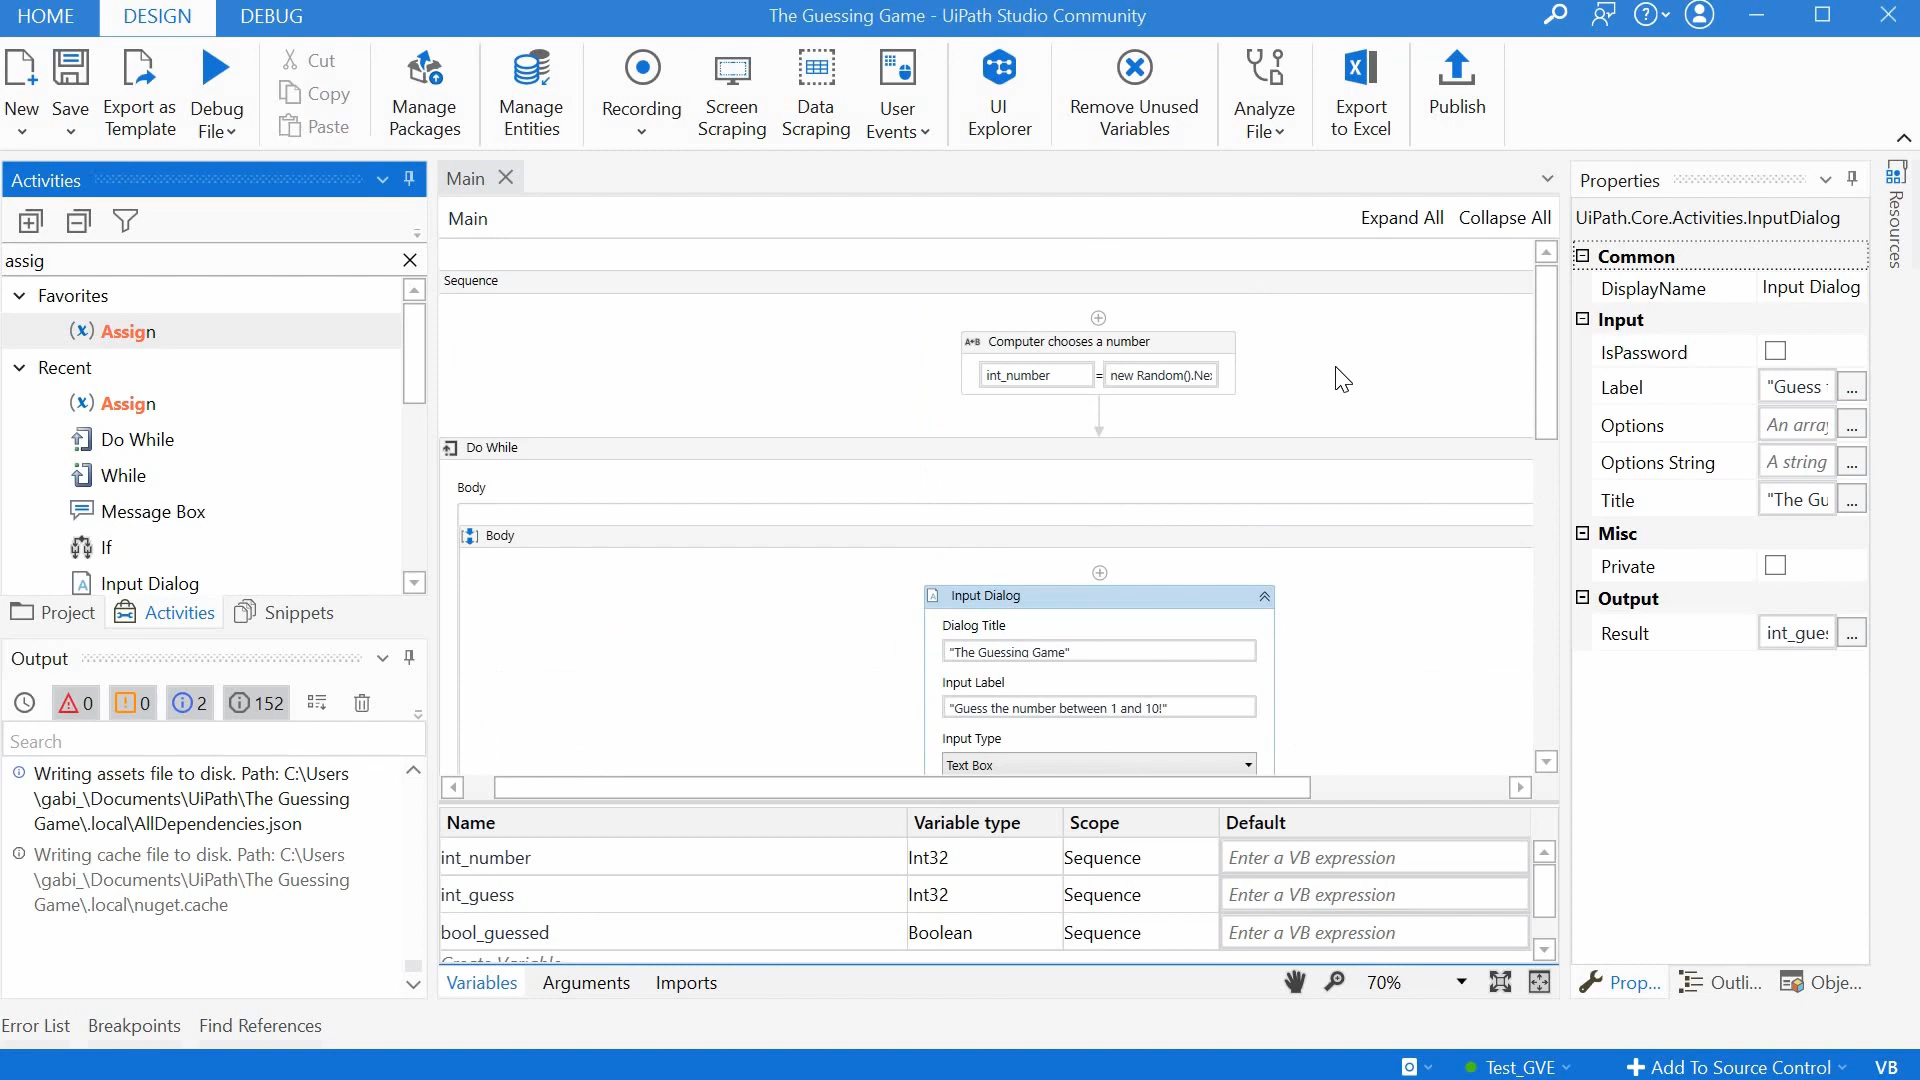 HOME DESIGN DEBUG The Guessing Game - UiPath Studio Community
New Save Export as Template Debug File Cut Copy Paste Manage Packages Manage Entities Recording Screen Scraping Data Scraping User Events UI Explorer Remove Unused Variables Analyze File Export to Excel Publish
Activities
assig
Favorites
Assign
Recent
Assign
Do While
While
Message Box
If
Input Dialog
Project Activities Snippets
Output
0 0 2 152
Search
Writing assets file to disk. Path: C:\Users
\gabi_\Documents\UiPath\The Guessing
Game\.local\AllDependencies.json
Writing cache file to disk. Path: C:\Users
\gabi_\Documents\UiPath\The Guessing
Game\.local\nuget.cache
Main
Main Expand All Collapse All
Sequence
A+B Computer chooses a number
int_number = new Random().Nex
Do While
Body
Body
Input Dialog
Dialog Title
"The Guessing Game"
Input Label
"Guess the number between 1 and 10!"
Input Type
Text Box
Name Variable type Scope Default
int_number Int32 Sequence Enter a VB expression
int_guess Int32 Sequence Enter a VB expression
bool_guessed Boolean Sequence Enter a VB expression
Create Variable
Variables Arguments Imports 70%
Properties
UiPath.Core.Activities.InputDialog
Common
DisplayName Input Dialog
Input
IsPassword
Label "Guess ...
Options An array ...
Options String A string ...
Title "The Gu ...
Misc
Private
Output
Result int_gues ...
Prop... Outli... Obje...
Resources
Error List Breakpoints Find References
Test_GVE Add To Source Control VB